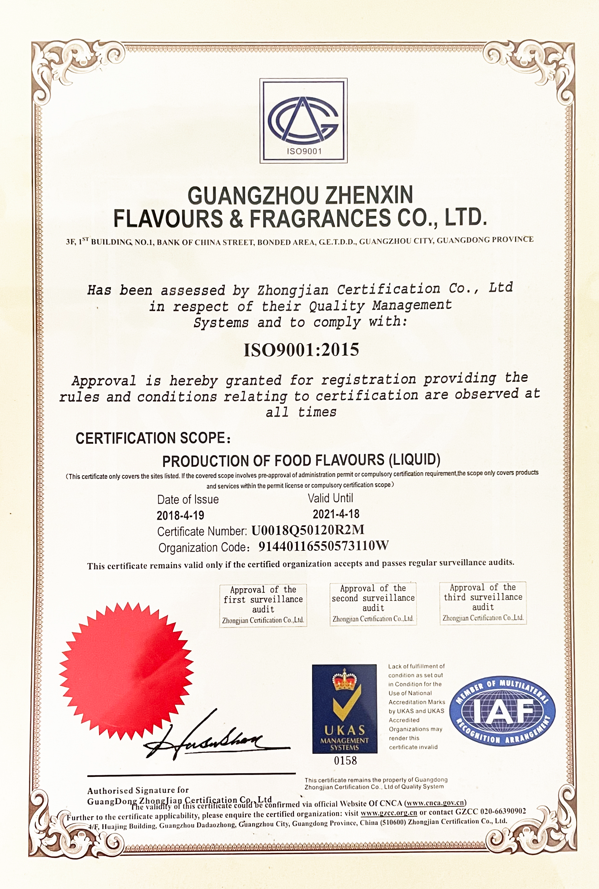 ISO9001
GUANGZHOU ZHENXIN
FLAVOURS & FRAGRANCES CO., LTD.
3F, 1ST BUILDING, NO.1, BANK OF CHINA STREET, BONDED AREA, G.E.T.D.D., GUANGZHOU CITY, GUANGDONG PROVINCE
Has been assessed by Zhongjian Certification Co., Ltd
in respect of their Quality Management
Systems and to comply with:
ISO9001:2015
Approval is hereby granted for registration providing the
rules and conditions relating to certification are observed at
all times
CERTIFICATION SCOPE:
PRODUCTION OF FOOD FLAVOURS (LIQUID)
(This certificate only covers the sites listed. If the covered scope involves pre-approval of administration permit or compulsory certification requirement,the scope only covers products
and services within the permit license or compulsory certification scope)
Date of Issue Valid Until
2018-4-19 2021-4-18
Certificate Number: U0018Q50120R2M
Organization Code: 91440116550573110W
This certificate remains valid only if the certified organization accepts and passes regular surveillance audits.
Approval of the
first surveillance
audit
Zhongjian Certification Co.,Ltd.
Approval of the
second surveillance
audit
Zhongjian Certification Co.,Ltd.
Approval of the
third surveillance
audit
Zhongjian Certification Co.,Ltd.
UKAS
MANAGEMENT
SYSTEMS
0158
Lack of fulfillment of
condition as set out
in Condition for the
Use of National
Accreditation Marks
by UKAS and UKAS
Accredited
Organizations may
render this
certificate invalid
MEMBER OF MULTILATERAL
IAF
RECOGNITION ARRANGEMENT
This certificate remains the property of Guangdong
Zhongjian Certification Co., Ltd of Quality System
Authorised Signature for
GuangDong ZhongJian Certification Co., Ltd
The validity of this certificate could be confirmed via official Website Of CNCA (www.cnca.gov.cn)
Further to the certificate applicability, please enquire the certified organization: visit www.gzcc.org.cn or contact GZCC 020-66390902
4/F, Huajing Building, Guangzhou Dadaozhong, Guangzhou City, Guangdong Province, China (510600) Zhongjian Certification Co., Ltd.